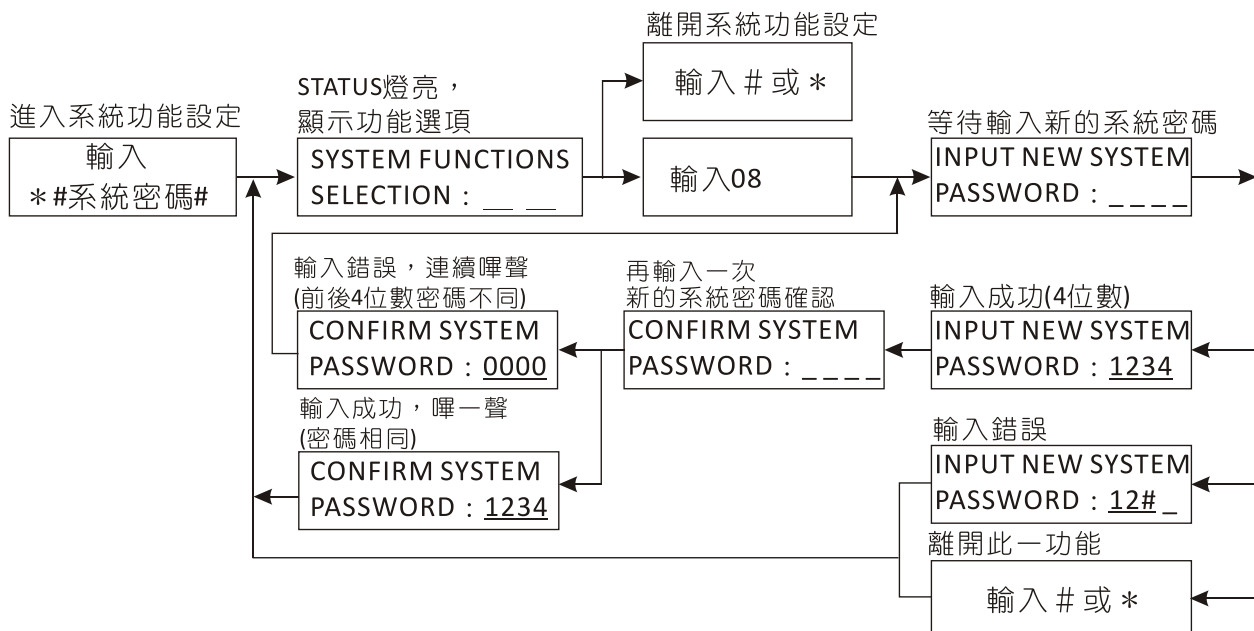 離開系統功能設定
輸入＃或＊
STATUS燈亮，
顯示功能選項
進入系統功能設定
等待輸入新的系統密碼
輸入
＊#系統密碼#
SYSTEM FUNCTIONS
SELECTION：__ __
輸入08
INPUT NEW SYSTEM
PASSWORD：_ _ _ _
輸入錯誤，連續嗶聲
(前後4位數密碼不同)
CONFIRM SYSTEM
PASSWORD：0000
再輸入一次
新的系統密碼確認
CONFIRM SYSTEM
PASSWORD：_ _ _ _
輸入成功(4位數)
INPUT NEW SYSTEM
PASSWORD：1234
輸入成功，嗶一聲
(密碼相同)
CONFIRM SYSTEM
PASSWORD：1234
輸入錯誤
INPUT NEW SYSTEM
PASSWORD：12# _
離開此一功能
輸入＃或＊